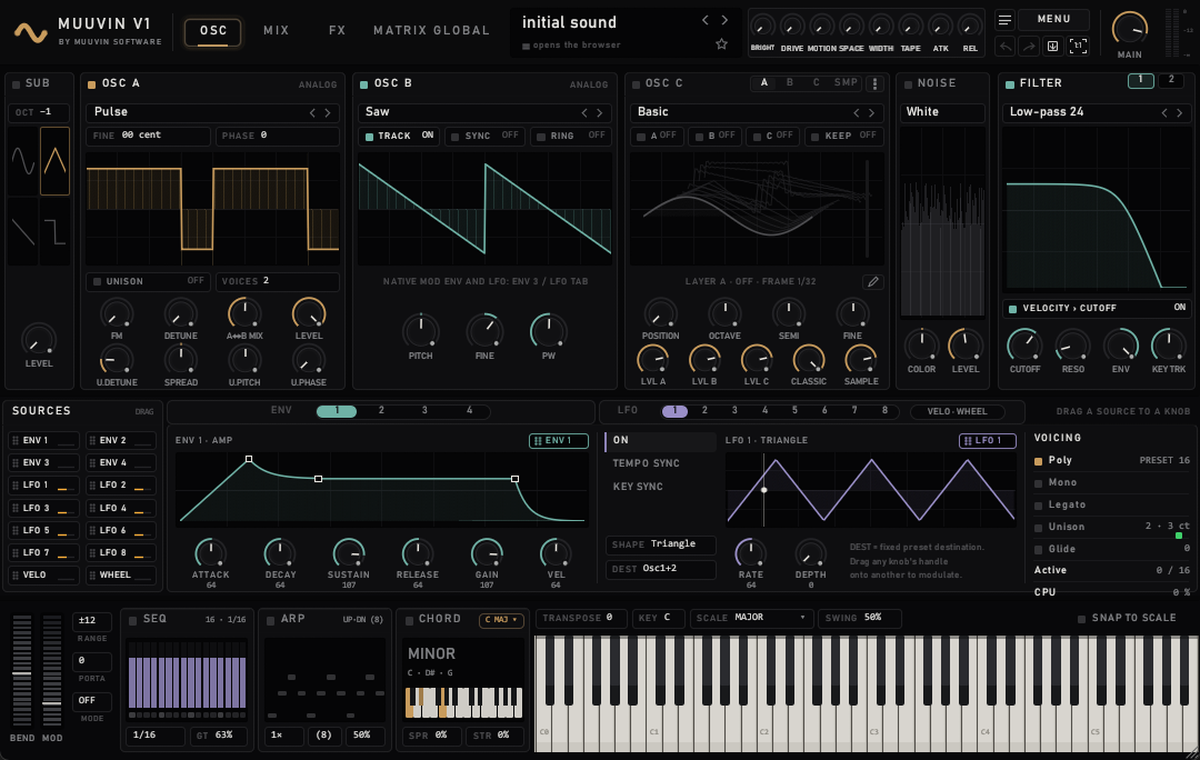 MUUVIN V1
BY MUUVIN SOFTWARE
OSC
MIX
FX
MATRIX GLOBAL
initial sound
opens the browser
BRIGHT DRIVE MOTION SPACE WIDTH TAPE ATK REL
MENU
1:1
MAIN
SUB
OCT -1
LEVEL
OSC A
ANALOG
Pulse
FINE 00 cent
PHASE 0
UNISON OFF
VOICES 2
FM
DETUNE
A↔B MIX
LEVEL
U.DETUNE
SPREAD
U.PITCH
U.PHASE
OSC B
ANALOG
Saw
TRACK ON
SYNC OFF
RING OFF
NATIVE MOD ENV AND LFO: ENV 3 / LFO TAB
PITCH
FINE
PW
OSC C
A B C SMP
Basic
A OFF
B OFF
C OFF
KEEP OFF
LAYER A · OFF · FRAME 1/32
POSITION
OCTAVE
SEMI
FINE
LVL A
LVL B
LVL C
CLASSIC
SAMPLE
NOISE
White
COLOR
LEVEL
FILTER
1 2
Low-pass 24
VELOCITY › CUTOFF ON
CUTOFF
RESO
ENV
KEY TRK
SOURCES
DRAG
ENV 1
ENV 2
ENV 3
ENV 4
LFO 1
LFO 2
LFO 3
LFO 4
LFO 5
LFO 6
LFO 7
LFO 8
VELO
WHEEL
ENV 1 2 3 4
ENV 1 · AMP
ENV 1
ATTACK
64
DECAY
64
SUSTAIN
107
RELEASE
64
GAIN
107
VEL
64
LFO 1 2 3 4 5 6 7 8
VELO · WHEEL
DRAG A SOURCE TO A KNOB
ON
TEMPO SYNC
KEY SYNC
SHAPE Triangle
DEST Osc1+2
LFO 1 · TRIANGLE
LFO 1
RATE
64
DEPTH
0
DEST = fixed preset destination.
Drag any knob's handle
onto another to modulate.
VOICING
Poly PRESET 16
Mono
Legato
Unison 2 · 3 ct
Glide 0
Active 0 / 16
CPU 0 %
±12
RANGE
0
PORTA
OFF
MODE
BEND MOD
SEQ
16 · 1/16
1/16
GT 63%
ARP
UP-DN (8)
1×
(8)
50%
CHORD
C MAJ ▾
MINOR
C · D# · G
SPR 0%
STR 0%
TRANSPOSE 0
KEY C
SCALE MAJOR ▾
SWING 50%
SNAP TO SCALE
C0 C1 C2 C3 C4 C5